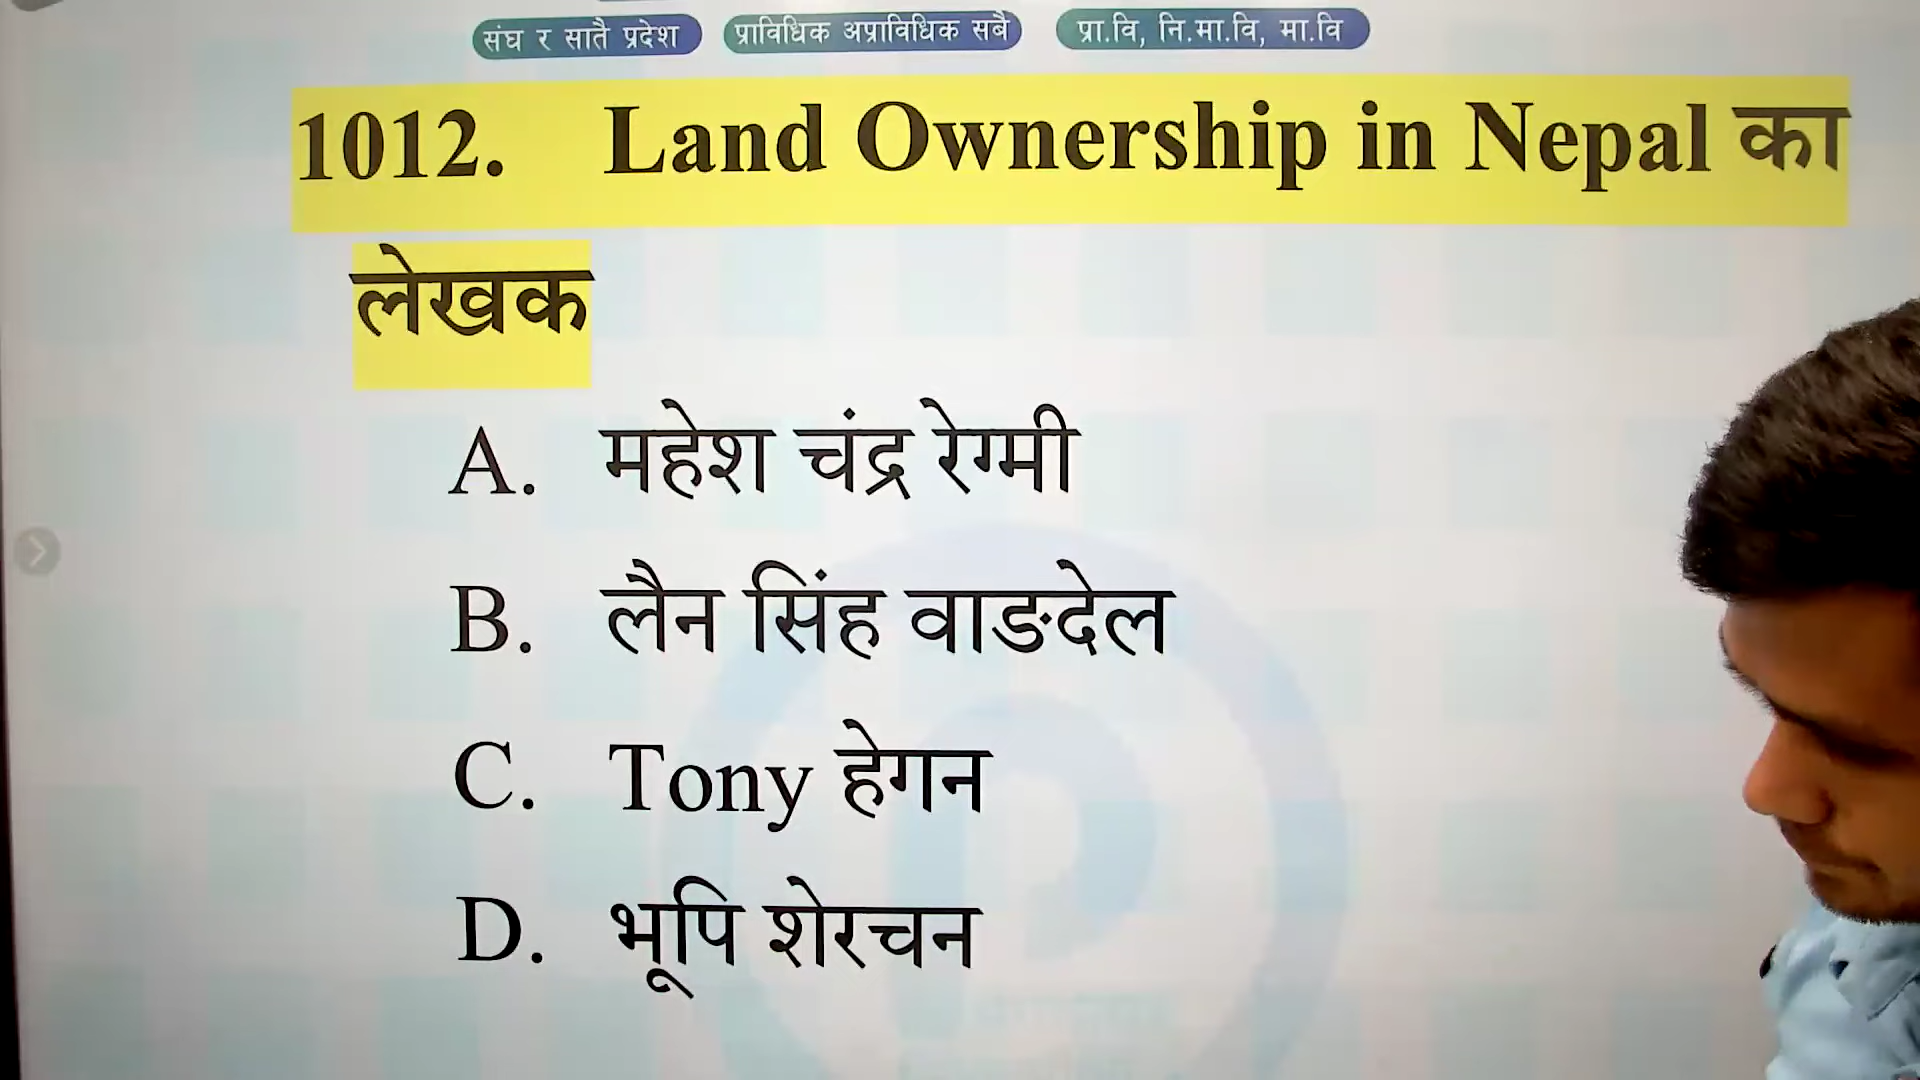 संघ र सातै प्रदेश प्राविधिक अप्राविधिक सबै प्रा.वि, नि.मा.वि, मा.वि
1012. Land Ownership in Nepal का
लेखक
A. महेश चंद्र रेग्मी
B. लैन सिंह वाङदेल
C. Tony हेगन
D. भूपि शेरचन